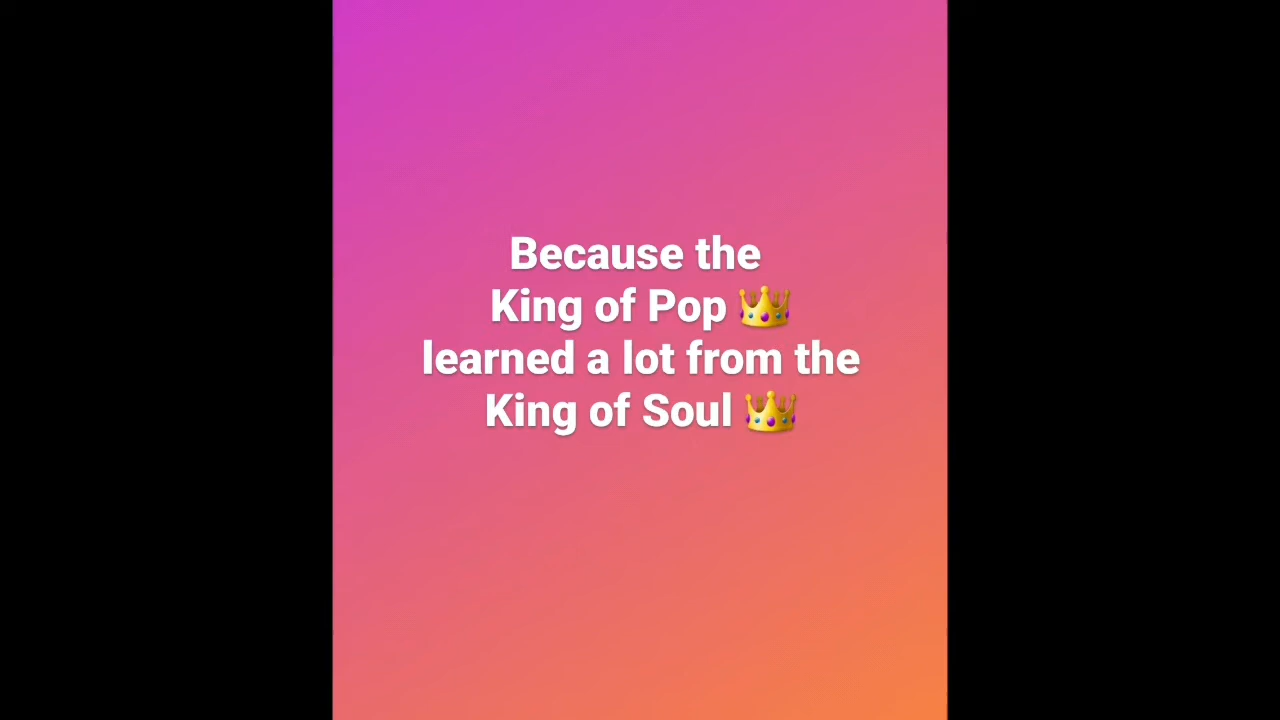 Because the
King of Pop 👑
learned a lot from the
King of Soul 👑